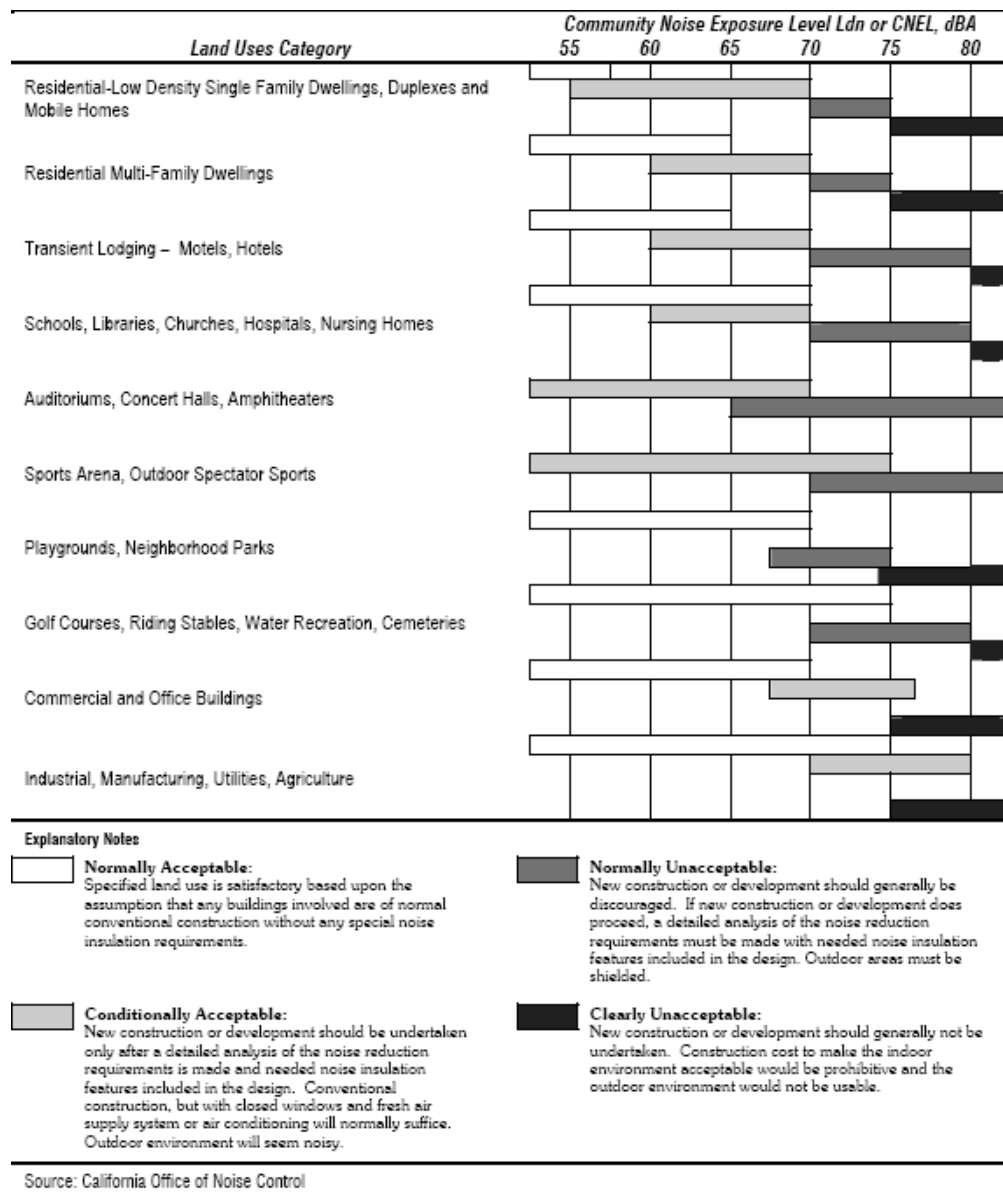 Community Noise Exposure Level Ldn or CNEL, dBA
Land Uses Category
55 60 65 70 75 80
Residential-Low Density Single Family Dwellings, Duplexes and
Mobile Homes
Residential Multi-Family Dwellings
Transient Lodging – Motels, Hotels
Schools, Libraries, Churches, Hospitals, Nursing Homes
Auditoriums, Concert Halls, Amphitheaters
Sports Arena, Outdoor Spectator Sports
Playgrounds, Neighborhood Parks
Golf Courses, Riding Stables, Water Recreation, Cemeteries
Commercial and Office Buildings
Industrial, Manufacturing, Utilities, Agriculture
Explanatory Notes
Normally Acceptable:
Specified land use is satisfactory based upon the
assumption that any buildings involved are of normal
conventional construction without any special noise
insulation requirements.
Normally Unacceptable:
New construction or development should generally be
discouraged. If new construction or development does
proceed, a detailed analysis of the noise reduction
requirements must be made with needed noise insulation
features included in the design. Outdoor areas must be
shielded.
Conditionally Acceptable:
New construction or development should be undertaken
only after a detailed analysis of the noise reduction
requirements is made and needed noise insulation
features included in the design. Conventional
construction, but with closed windows and fresh air
supply system or air conditioning will normally suffice.
Outdoor environment will seem noisy.
Clearly Unacceptable:
New construction or development should generally not be
undertaken. Construction cost to make the indoor
environment acceptable would be prohibitive and the
outdoor environment would not be usable.
Source: California Office of Noise Control